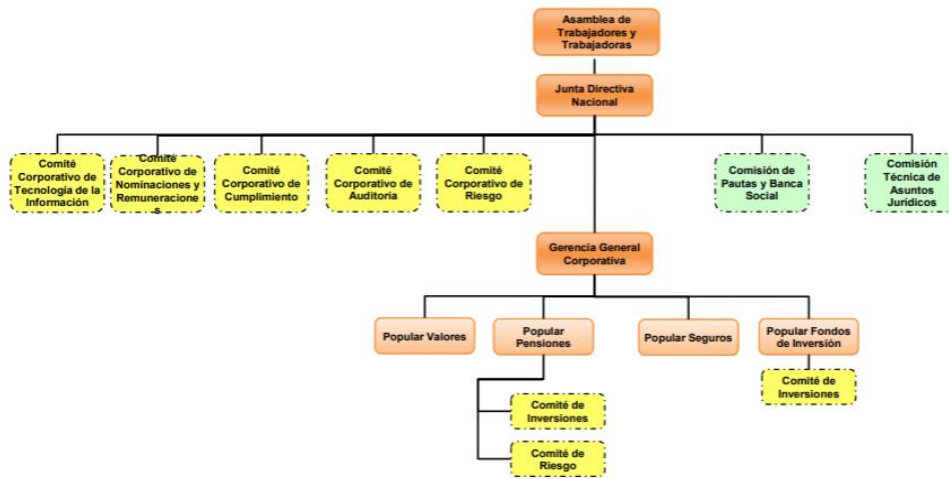 Asamblea de
Trabajadores y
Trabajadoras
Junta Directiva
Nacional
Comité
Corporativo de
Tecnología de la
Información
Comité
Corporativo de
Nominaciones y
Remuneracione
s
Comité
Corporativo de
Cumplimiento
Comité
Corporativo de
Auditoría
Comité
Corporativo de
Riesgo
Comisión de
Pautas y Banca
Social
Comisión
Técnica de
Asuntos
Jurídicos
Gerencia General
Corporativa
Popular Valores
Popular
Pensiones
Popular Seguros
Popular Fondos
de Inversión
Comité de
Inversiones
Comité de
Inversiones
Comité de
Riesgo